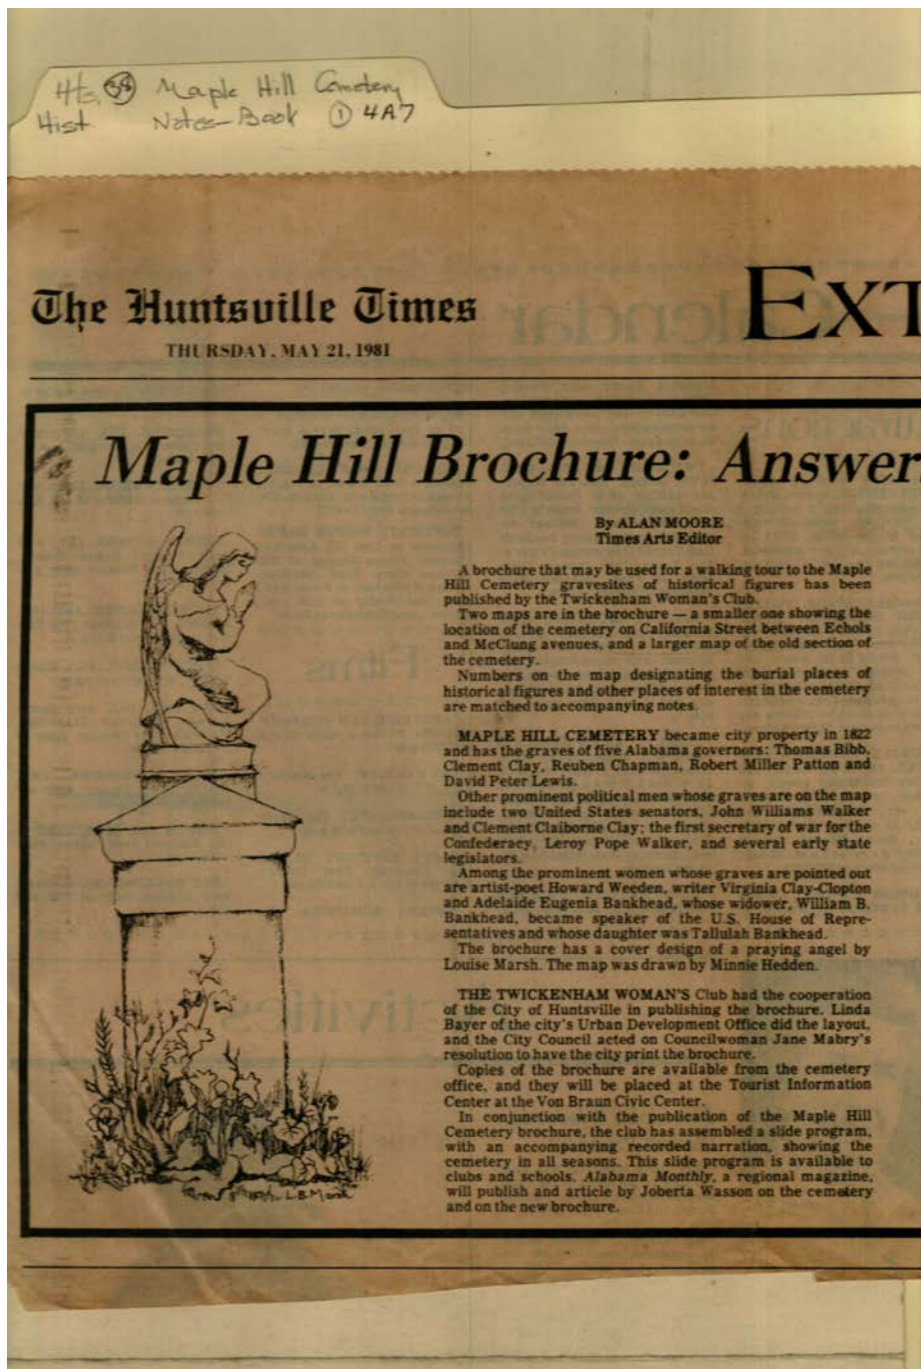 Hts. 38 Maple Hill Cemetery
Hist Notes-Book 1 4A7
The Huntsville Times
EXT
THURSDAY, MAY 21, 1981
Maple Hill Brochure: Answer
By ALAN MOORE
Times Arts Editor
A brochure that may be used for a walking tour to the Maple
Hill Cemetery gravesites of historical figures has been
published by the Twickenham Woman's Club.
Two maps are in the brochure — a smaller one showing the
location of the cemetery on California Street between Echols
and McClung avenues, and a larger map of the old section of
the cemetery.
Numbers on the map designating the burial places of
historical figures and other places of interest in the cemetery
are matched to accompanying notes.
MAPLE HILL CEMETERY became city property in 1822
and has the graves of five Alabama governors: Thomas Bibb,
Clement Clay, Reuben Chapman, Robert Miller Patton and
David Peter Lewis.
Other prominent political men whose graves are on the map
include two United States senators, John Williams Walker
and Clement Claiborne Clay; the first secretary of war for the
Confederacy, Leroy Pope Walker, and several early state
legislators.
Among the prominent women whose graves are pointed out
are artist-poet Howard Weeden, writer Virginia Clay-Clopton
and Adelaide Eugenia Bankhead, whose widower, William B.
Bankhead, became speaker of the U.S. House of Repre-
sentatives and whose daughter was Tallulah Bankhead.
The brochure has a cover design of a praying angel by
Louise Marsh. The map was drawn by Minnie Hedden.
THE TWICKENHAM WOMAN'S Club had the cooperation
of the City of Huntsville in publishing the brochure. Linda
Bayer of the city's Urban Development Office did the layout,
and the City Council acted on Councilwoman Jane Mabry's
resolution to have the city print the brochure.
Copies of the brochure are available from the cemetery
office, and they will be placed at the Tourist Information
Center at the Von Braun Civic Center.
In conjunction with the publication of the Maple Hill
Cemetery brochure, the club has assembled a slide program,
with an accompanying recorded narration, showing the
cemetery in all seasons. This slide program is available to
clubs and schools. Alabama Monthly, a regional magazine,
will publish and article by Joberta Wasson on the cemetery
and on the new brochure.
L.B. Marsh